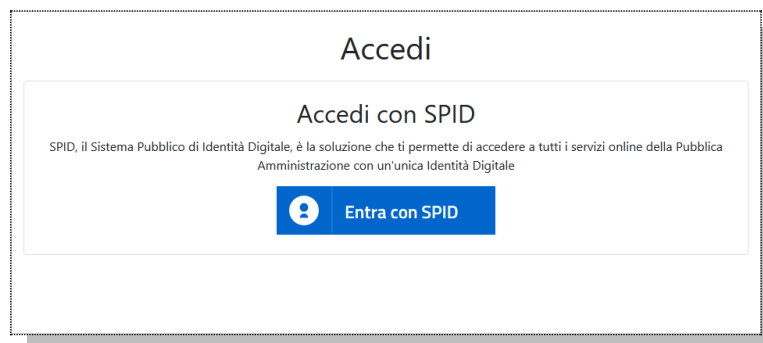 Accedi
Accedi con SPID
SPID, il Sistema Pubblico di Identità Digitale, è la soluzione che ti permette di accedere a tutti i servizi online della Pubblica
Amministrazione con un'unica Identità Digitale
Entra con SPID